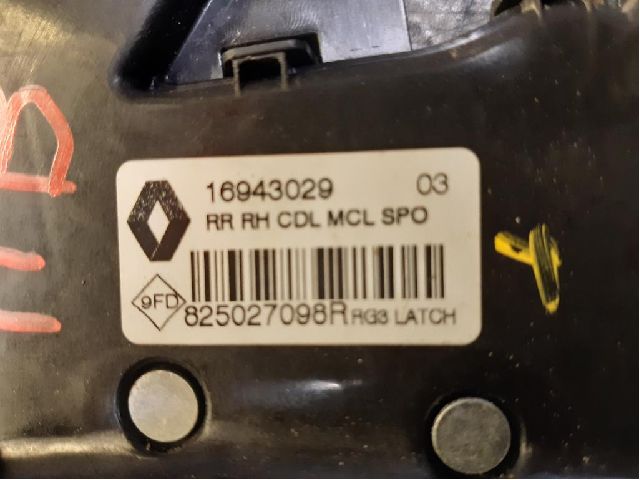 16943029 03
RR RH CDL MCL SPO
9FD
825027098R RG3 LATCH